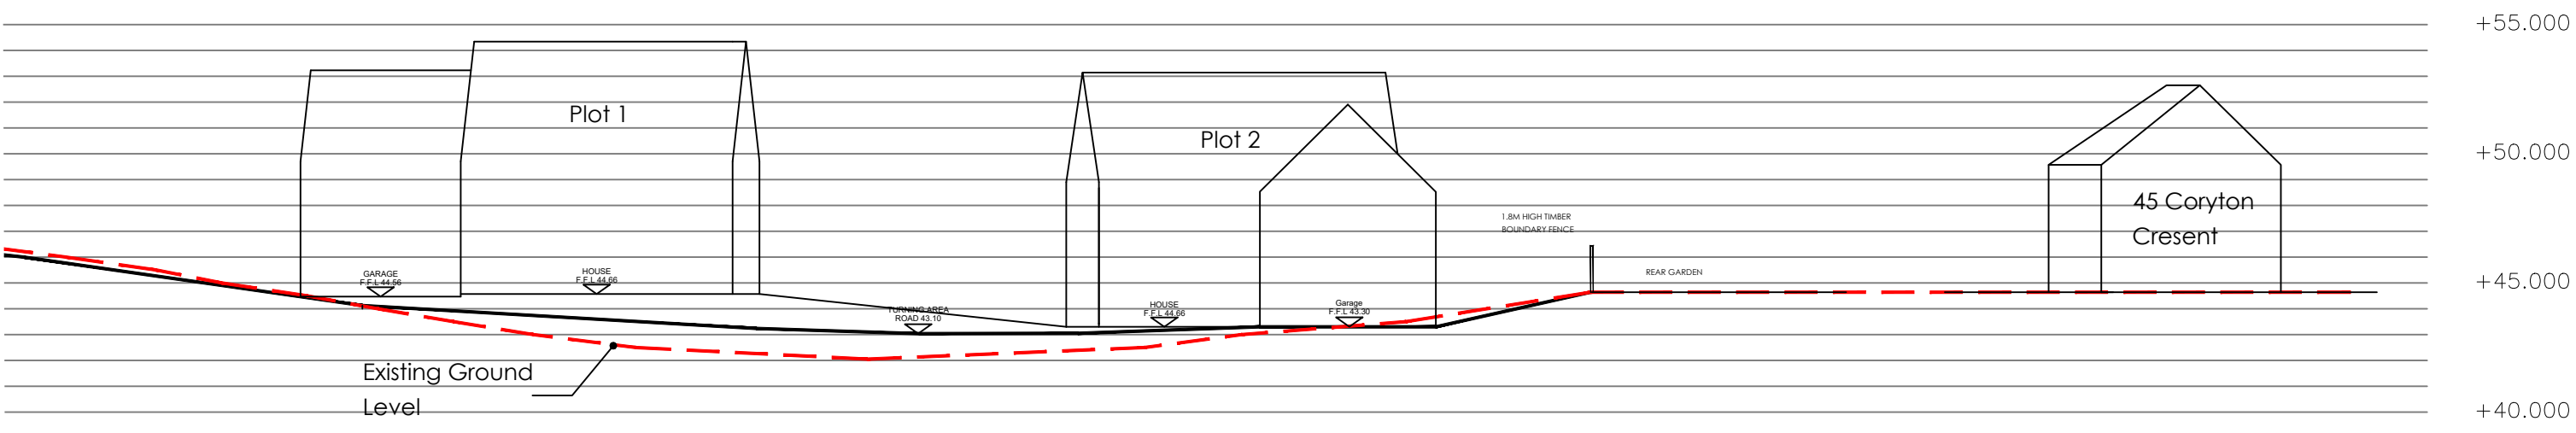 +55.000
Plot 1
Plot 2
+50.000
45 Coryton
Cresent
1.8M HIGH TIMBER
BOUNDARY FENCE
REAR GARDEN
GARAGE
F.F.L 44.56
HOUSE
F.F.L 44.66
+45.000
TURNING AREA
ROAD 43.10
HOUSE
F.F.L 44.66
Garage
F.F.L 43.30
Existing Ground
Level
+40.000